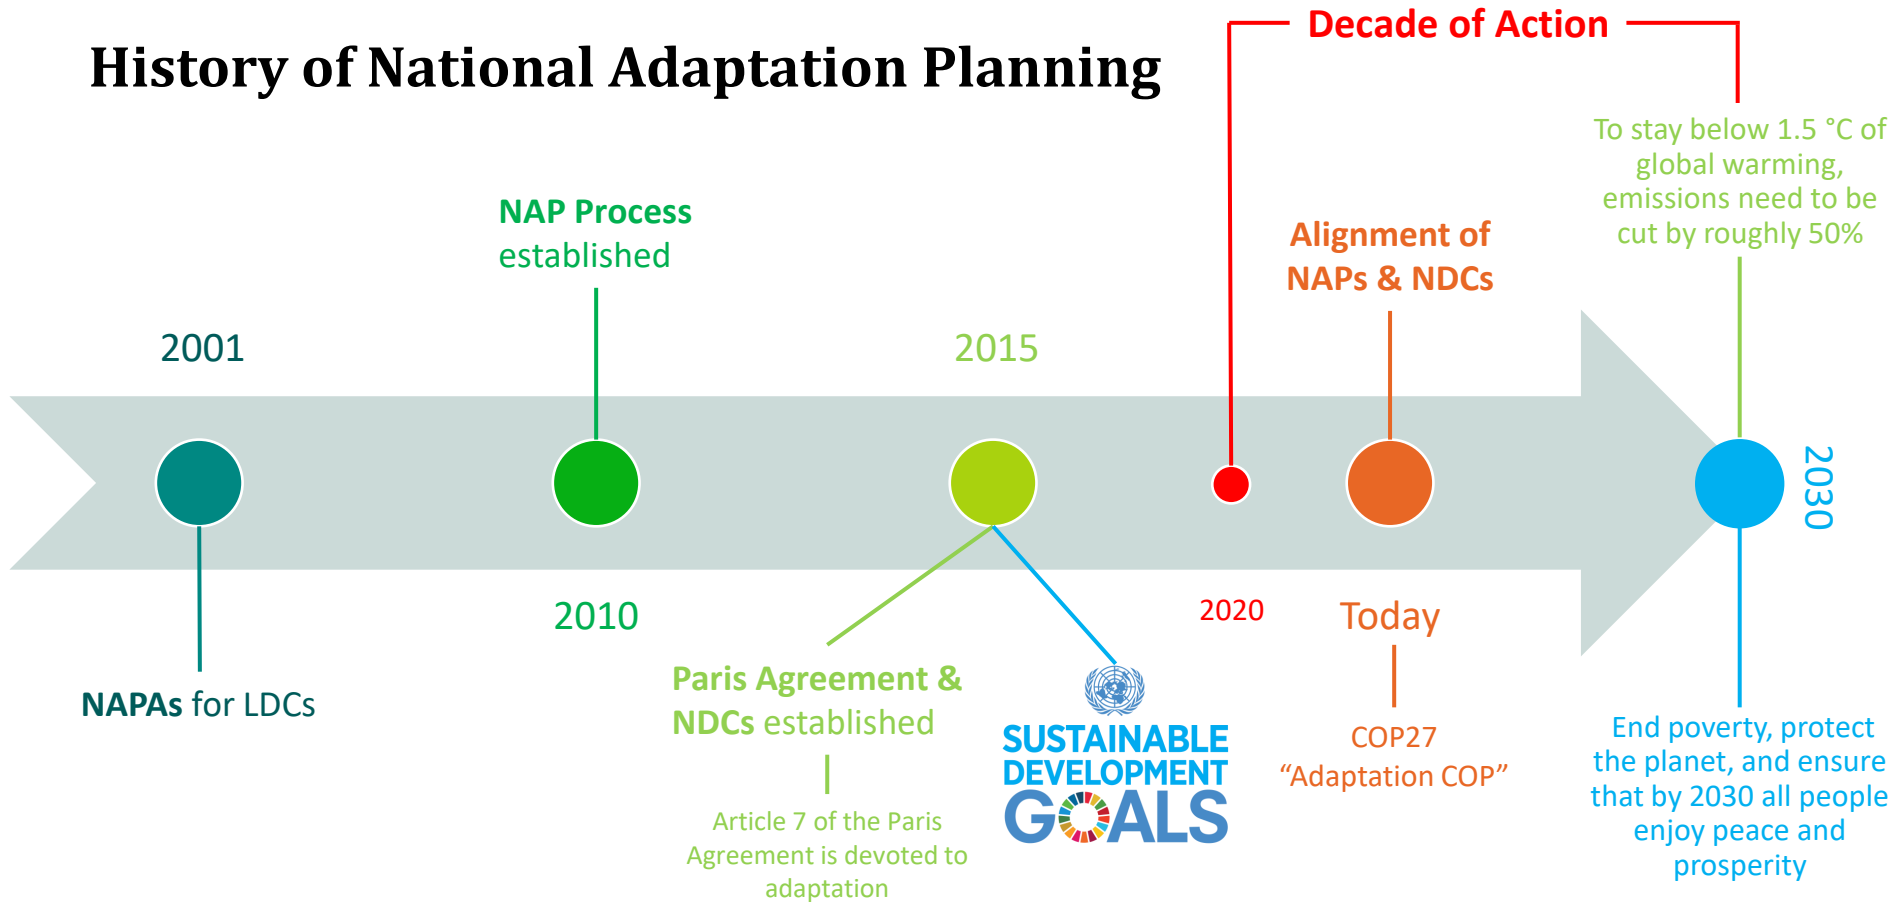 History of National Adaptation Planning
Decade of Action
To stay below 1.5 °C of
global warming,
emissions need to be
cut by roughly 50%
NAP Process
established
Alignment of
NAPs & NDCs
2001
2015
2030
2010
2020
Today
NAPAs for LDCs
Paris Agreement &
NDCs established
Article 7 of the Paris
Agreement is devoted to
adaptation
SUSTAINABLE
DEVELOPMENT
GOALS
COP27
“Adaptation COP”
End poverty, protect
the planet, and ensure
that by 2030 all people
enjoy peace and
prosperity